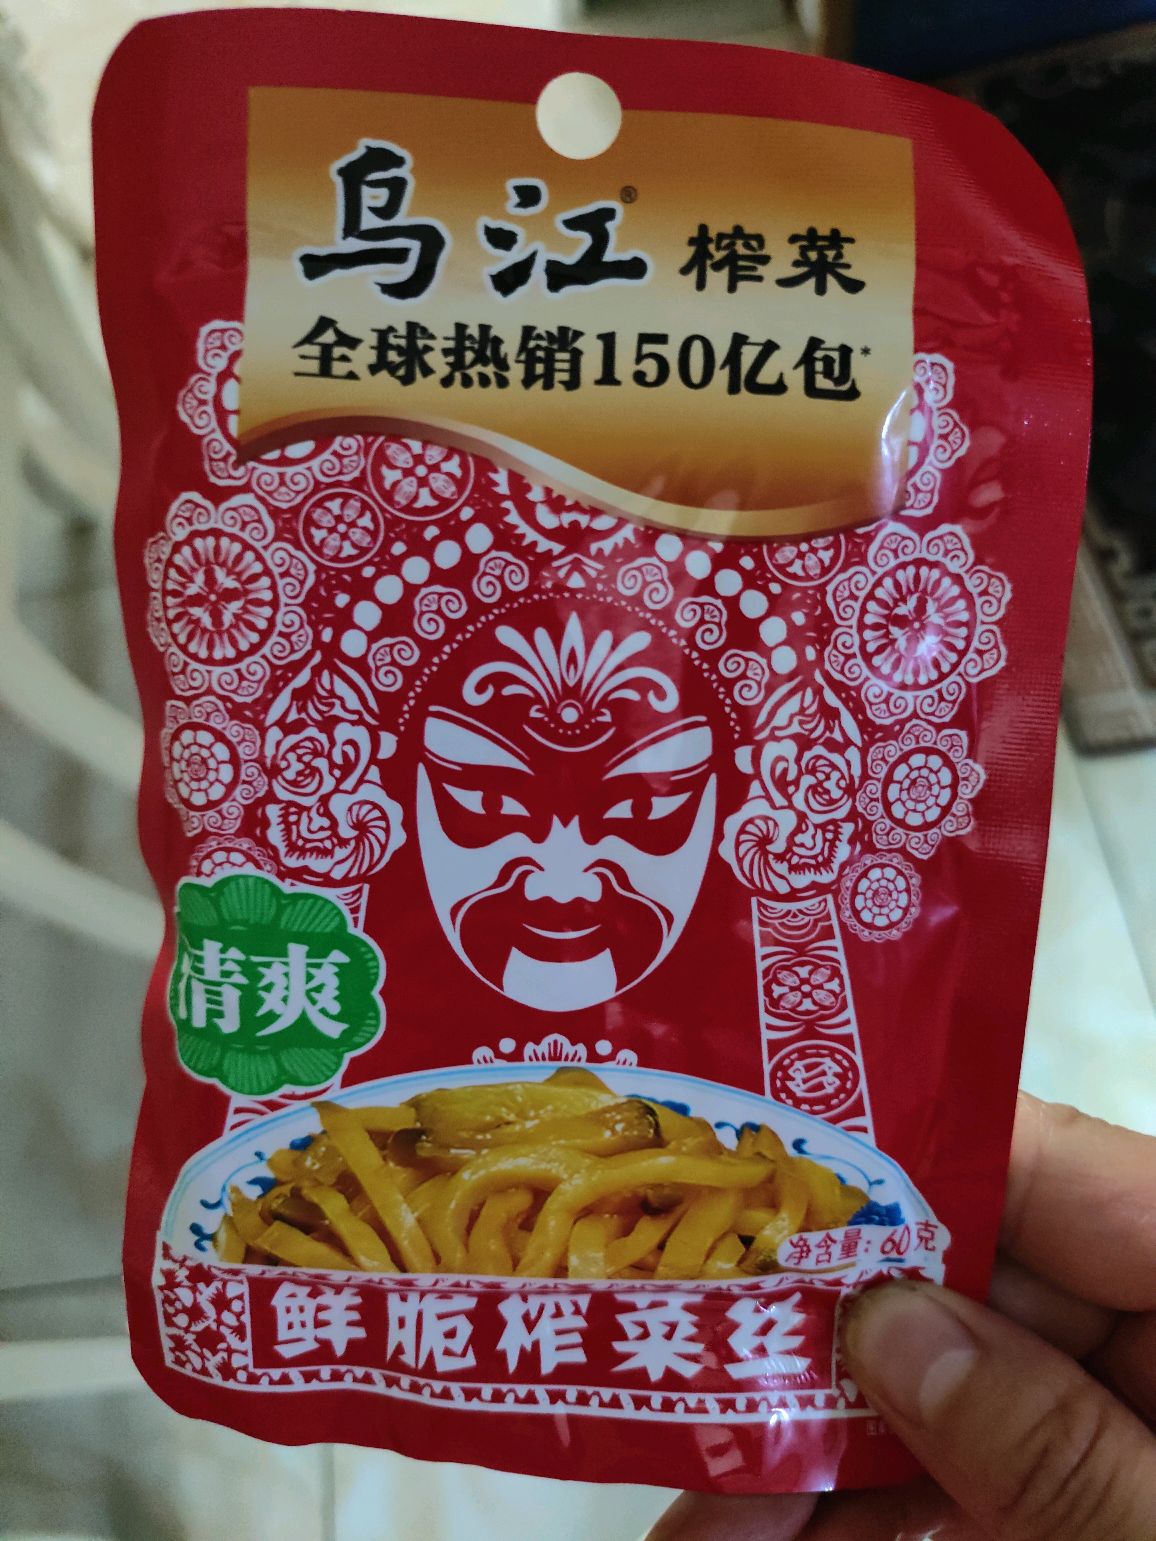 乌江® 榨菜
全球热销150亿包*
清爽
净含量：60克
鲜脆榨菜丝